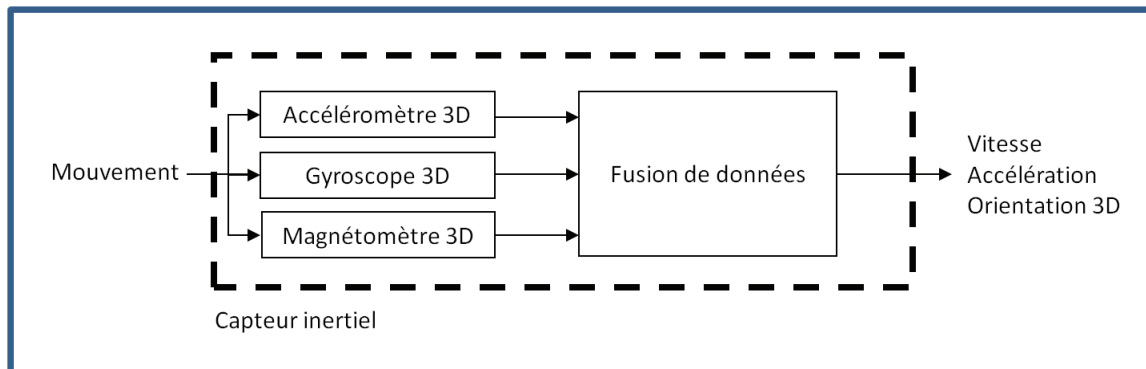 Mouvement
Accéléromètre 3D
Gyroscope 3D
Magnétomètre 3D
Fusion de données
Vitesse
Accélération
Orientation 3D
Capteur inertiel